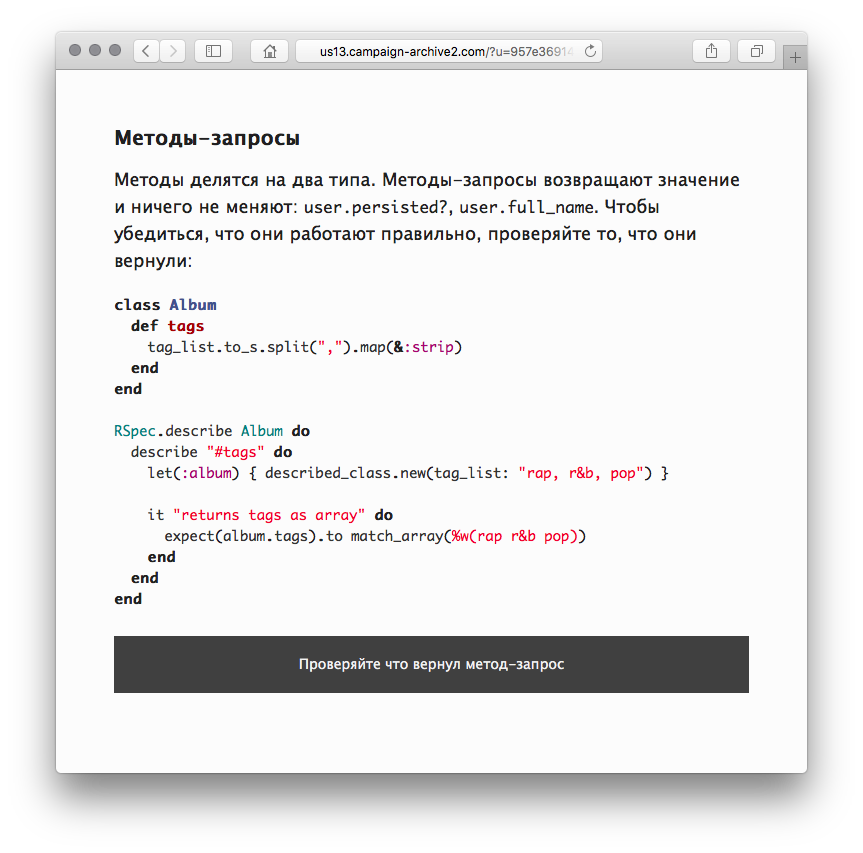 us13.campaign-archive2.com/?u=957e36914
Методы-запросы
Методы делятся на два типа. Методы-запросы возвращают значение
и ничего не меняют: user.persisted?, user.full_name. Чтобы
убедиться, что они работают правильно, проверяйте то, что они
вернули:
class Album
  def tags
    tag_list.to_s.split(",").map(&:strip)
  end
end
RSpec.describe Album do
  describe "#tags" do
    let(:album) { described_class.new(tag_list: "rap, r&b, pop") }
    it "returns tags as array" do
      expect(album.tags).to match_array(%w(rap r&b pop))
    end
  end
end
Проверяйте что вернул метод-запрос